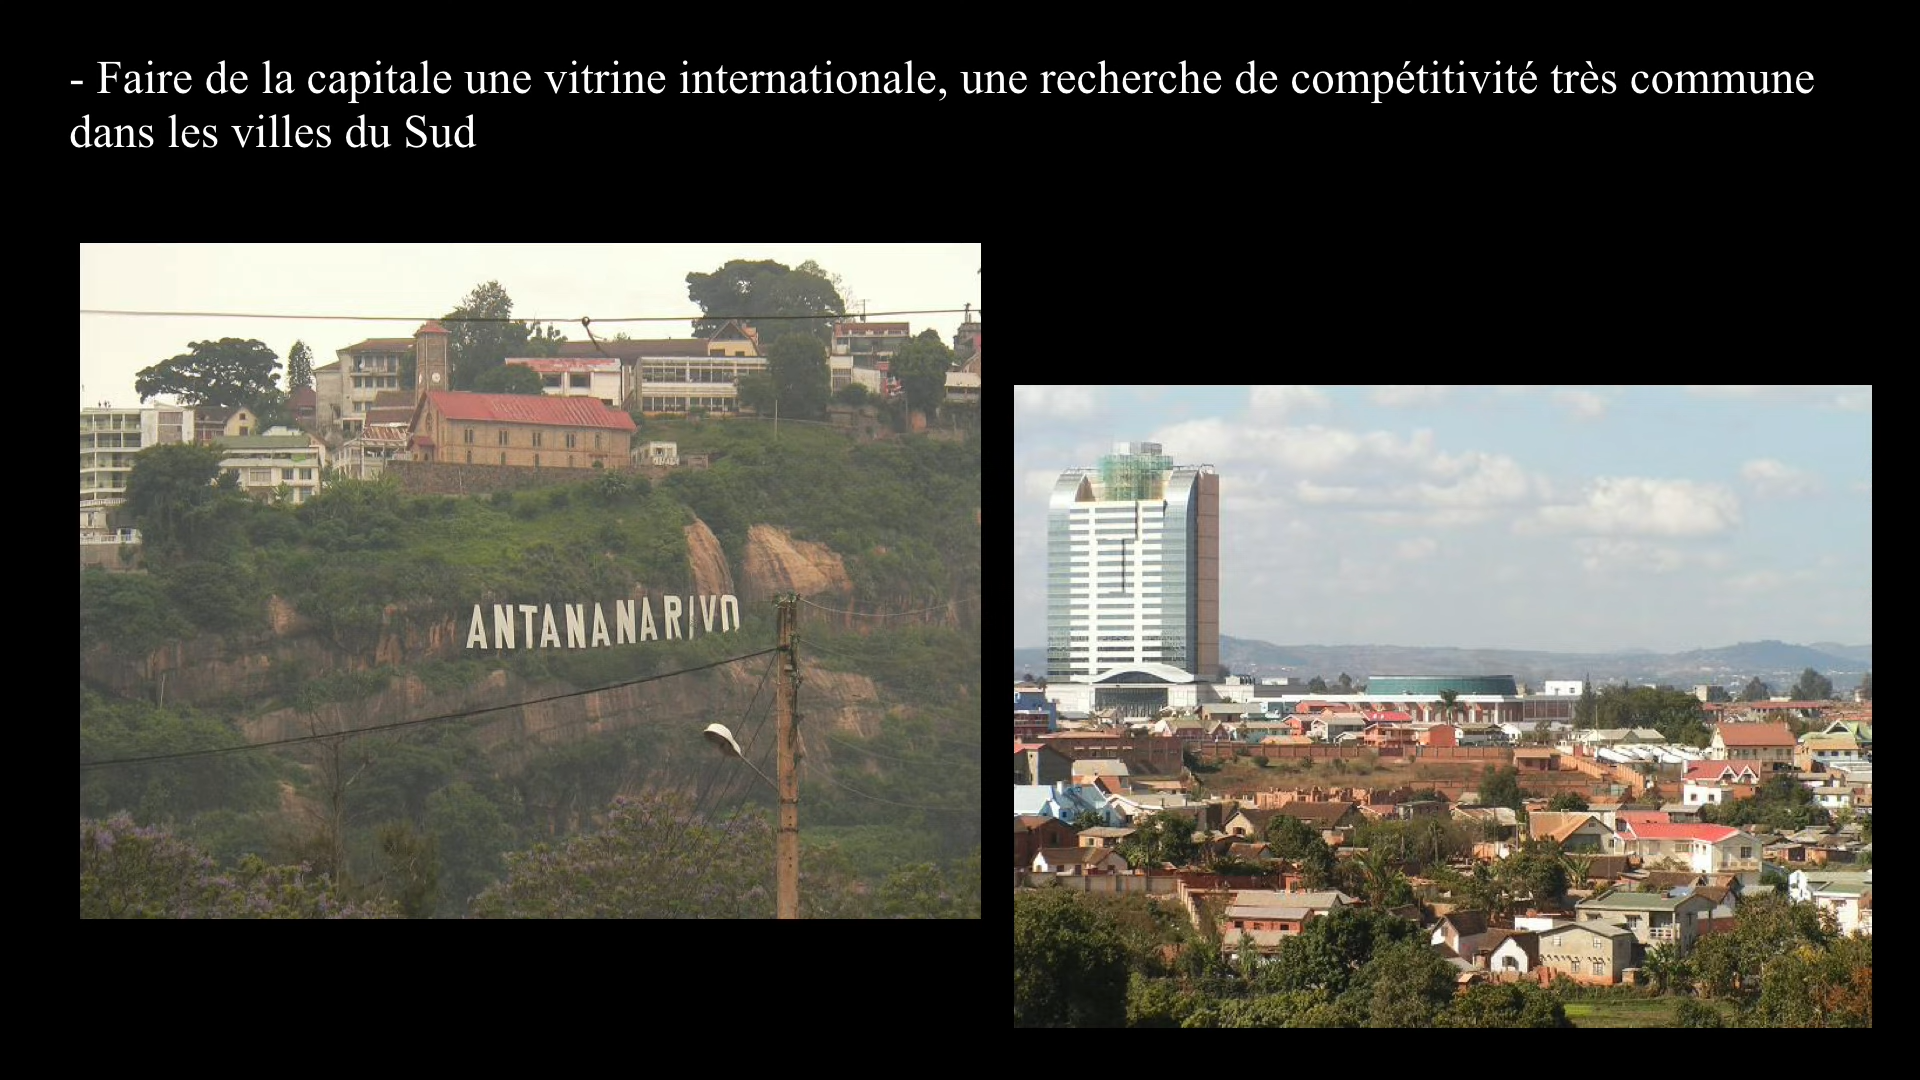 - Faire de la capitale une vitrine internationale, une recherche de compétitivité très commune
dans les villes du Sud
ANTANANARIVO